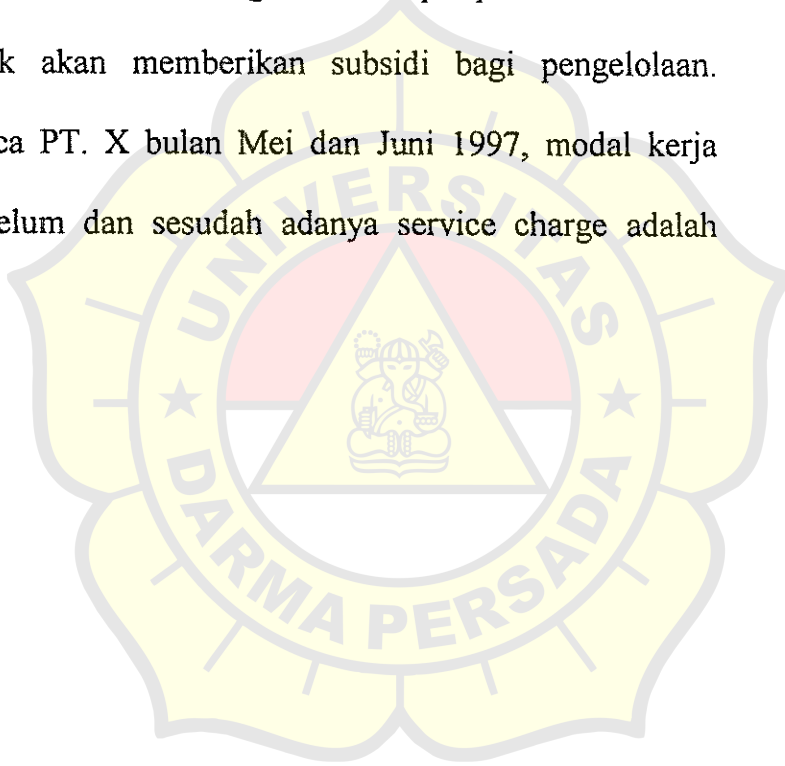 k akan memberikan subsidi bagi pengelolaan.
ca PT. X bulan Mei dan Juni 1997, modal kerja
elum dan sesudah adanya service charge adalah
UNIVERSITAS
DARMA PERSADA